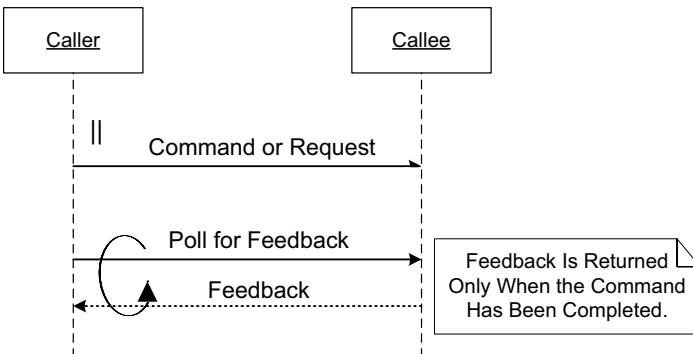 Caller
Callee
||
Command or Request
Poll for Feedback
Feedback
Feedback Is Returned
Only When the Command
Has Been Completed.